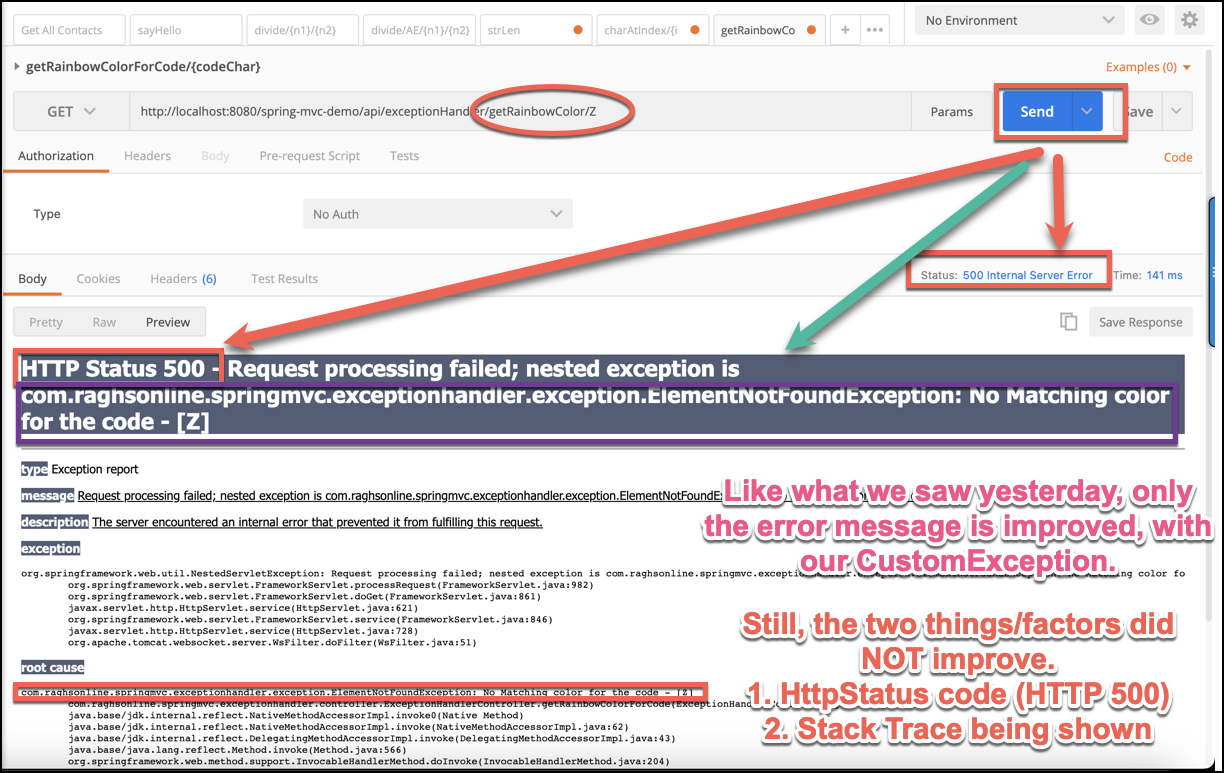 Get All Contacts
sayHello
divide/{n1}/{n2}
divide/AE/{n1}/{n2}
strLen
charAtIndex/{i
getRainbowCo
+
•••
No Environment
getRainbowColorForCode/{codeChar}
Examples (0)
GET
http://localhost:8080/spring-mvc-demo/api/exceptionHandler/getRainbowColor/Z
Params
Send
Save
Authorization
Headers
Body
Pre-request Script
Tests
Code
Type
No Auth
Body
Cookies
Headers (6)
Test Results
Status: 500 Internal Server Error
Time: 141 ms
Pretty
Raw
Preview
Save Response
HTTP Status 500 - Request processing failed; nested exception is
com.raghsonline.springmvc.exceptionhandler.exception.ElementNotFoundException: No Matching color
for the code - [Z]
type Exception report
message Request processing failed; nested exception is com.raghsonline.springmvc.exceptionhandler.exception.ElementNotFoundEx
description The server encountered an internal error that prevented it from fulfilling this request.
exception
org.springframework.web.util.NestedServletException: Request processing failed; nested exception is com.raghsonline.springmvc.exception
org.springframework.web.servlet.FrameworkServlet.processRequest(FrameworkServlet.java:982)
org.springframework.web.servlet.FrameworkServlet.doGet(FrameworkServlet.java:861)
javax.servlet.http.HttpServlet.service(HttpServlet.java:621)
org.springframework.web.servlet.FrameworkServlet.service(FrameworkServlet.java:846)
javax.servlet.http.HttpServlet.service(HttpServlet.java:728)
org.apache.tomcat.websocket.server.WsFilter.doFilter(WsFilter.java:51)
root cause
com.raghsonline.springmvc.exceptionhandler.exception.ElementNotFoundException: No Matching color for the code - [Z]
com.raghsonline.springmvc.exceptionhandler.controller.ExceptionHandlerController.getRainbowColorForCode(ExceptionHand
java.base/jdk.internal.reflect.NativeMethodAccessorImpl.invoke0(Native Method)
java.base/jdk.internal.reflect.NativeMethodAccessorImpl.invoke(NativeMethodAccessorImpl.java:62)
java.base/jdk.internal.reflect.DelegatingMethodAccessorImpl.invoke(DelegatingMethodAccessorImpl.java:43)
java.base/java.lang.reflect.Method.invoke(Method.java:566)
org.springframework.web.method.support.InvocableHandlerMethod.doInvoke(InvocableHandlerMethod.java:204)
Like what we saw yesterday, only
the error message is improved, with
our CustomException.
Still, the two things/factors did
NOT improve.
1. HttpStatus code (HTTP 500)
2. Stack Trace being shown